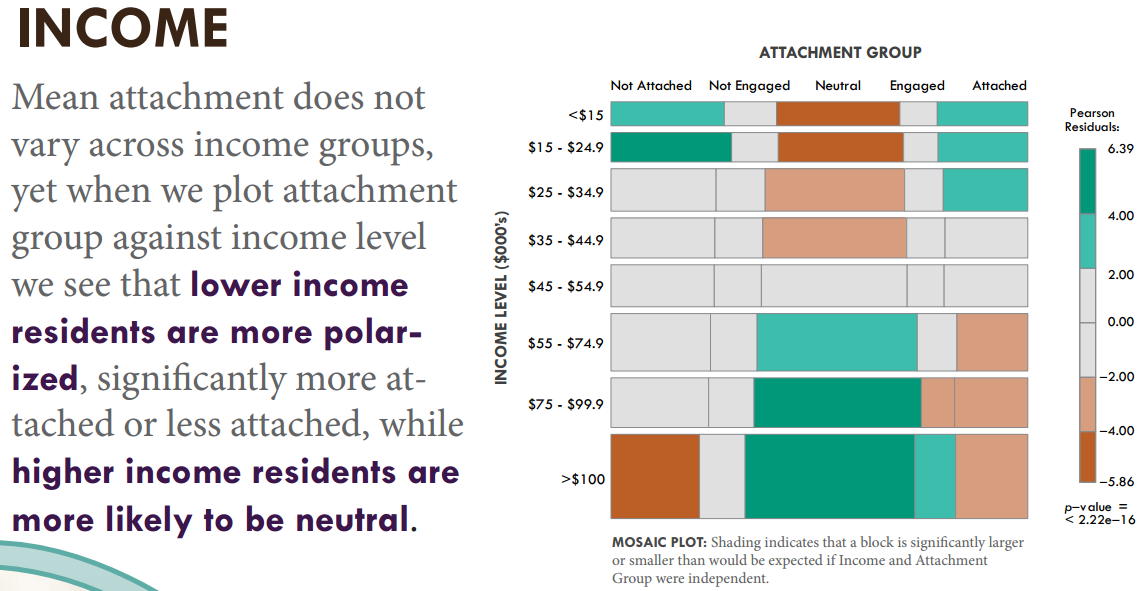 INCOME
Mean attachment does not
vary across income groups,
yet when we plot attachment
group against income level
we see that lower income
residents are more polar-
ized, significantly more at-
tached or less attached, while
higher income residents are
more likely to be neutral.
ATTACHMENT GROUP
Not Attached Not Engaged Neutral Engaged Attached
INCOME LEVEL ($000's)
<$15
$15 - $24.9
$25 - $34.9
$35 - $44.9
$45 - $54.9
$55 - $74.9
$75 - $99.9
>$100
Pearson
Residuals:
6.39
4.00
2.00
0.00
−2.00
−4.00
−5.86
p−value =
< 2.22e−16
MOSAIC PLOT: Shading indicates that a block is significantly larger
or smaller than would be expected if Income and Attachment
Group were independent.